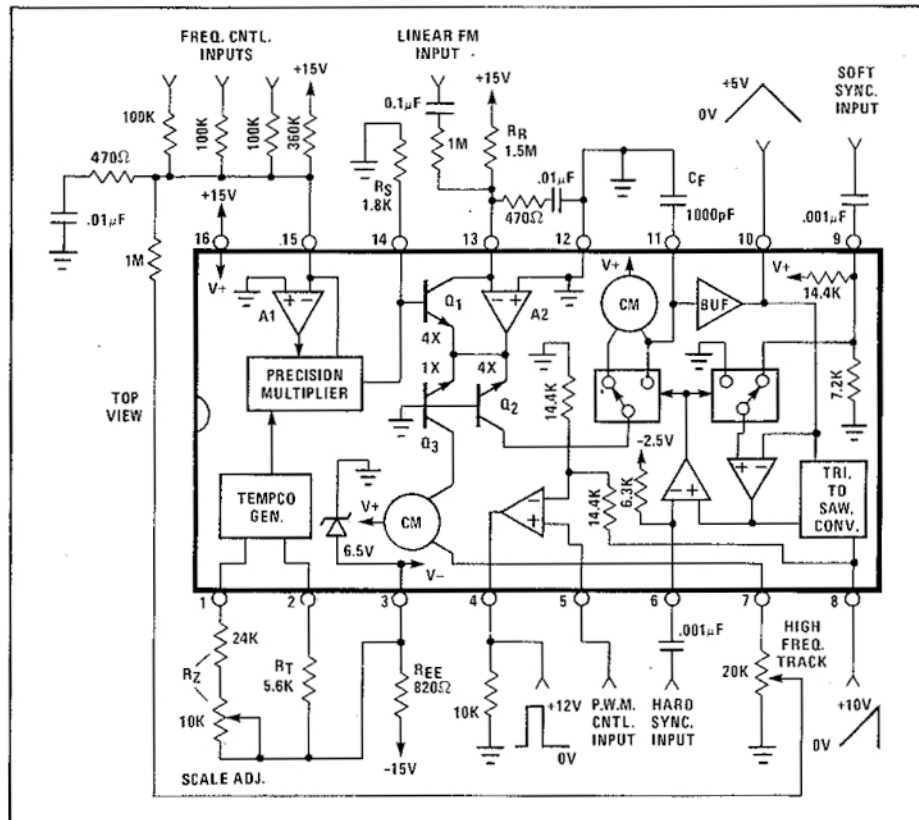 FREQ. CNTL.
INPUTS
LINEAR FM
INPUT
SOFT
SYNC.
INPUT
+15V
+15V
+5V
0V
100K
100K
100K
360K
0.1µF
1M
RR
1.5M
470Ω
.01µF
+15V
1M
RS
1.8K
470Ω
.01µF
CF
1000pF
.001µF
16
15
14
13
12
11
10
9
V+
A1
Q1
4X
A2
V+
CM
BUF
V+
14.4K
PRECISION
MULTIPLIER
1X
4X
Q2
Q3
14.4K
7.2K
TOP
VIEW
TEMPCO
GEN.
V+
CM
6.5V
V-
-2.5V
14.4K
6.3K
TRI.
TO
SAW.
CONV.
1
2
3
4
5
6
7
8
24K
RZ
10K
RT
5.6K
REE
820Ω
-15V
10K
+12V
0V
P.W.M.
CNTL.
INPUT
.001µF
HARD
SYNC.
INPUT
HIGH
FREQ.
TRACK
20K
+10V
0V
SCALE ADJ.